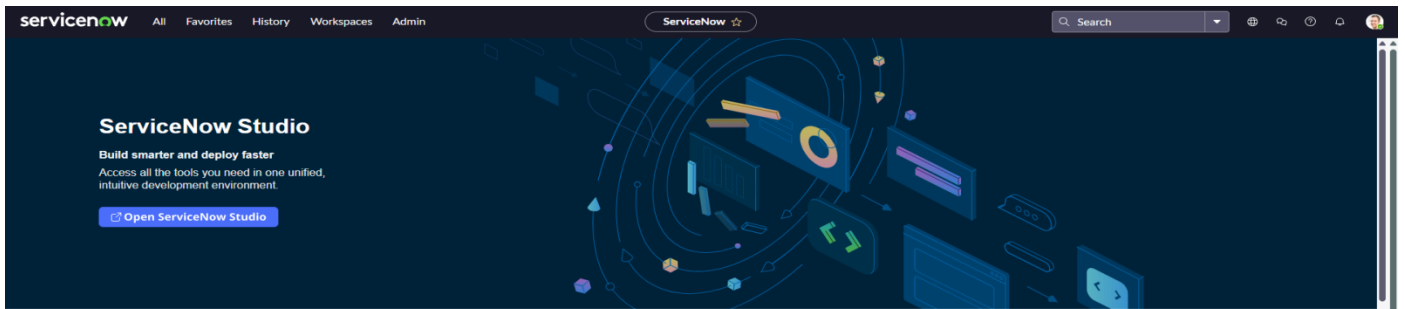 servicenow All Favorites History Workspaces Admin ServiceNow Search
ServiceNow Studio
Build smarter and deploy faster
Access all the tools you need in one unified,
intuitive development environment.
Open ServiceNow Studio